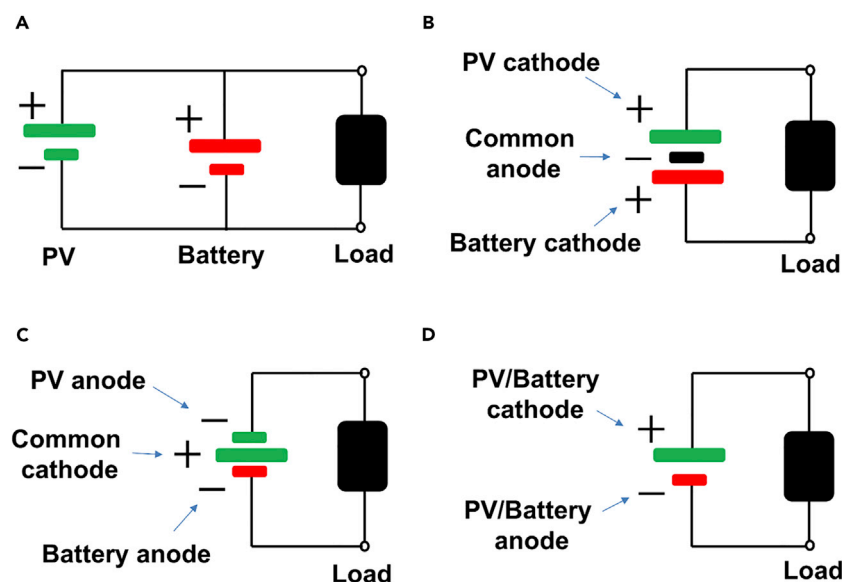 A
+
−
+
−
PV
Battery
Load
B
PV cathode
+
Common
anode
−
+
Battery cathode
Load
C
PV anode
−
Common
cathode
+
−
Battery anode
Load
D
PV/Battery
cathode
+
−
PV/Battery
anode
Load